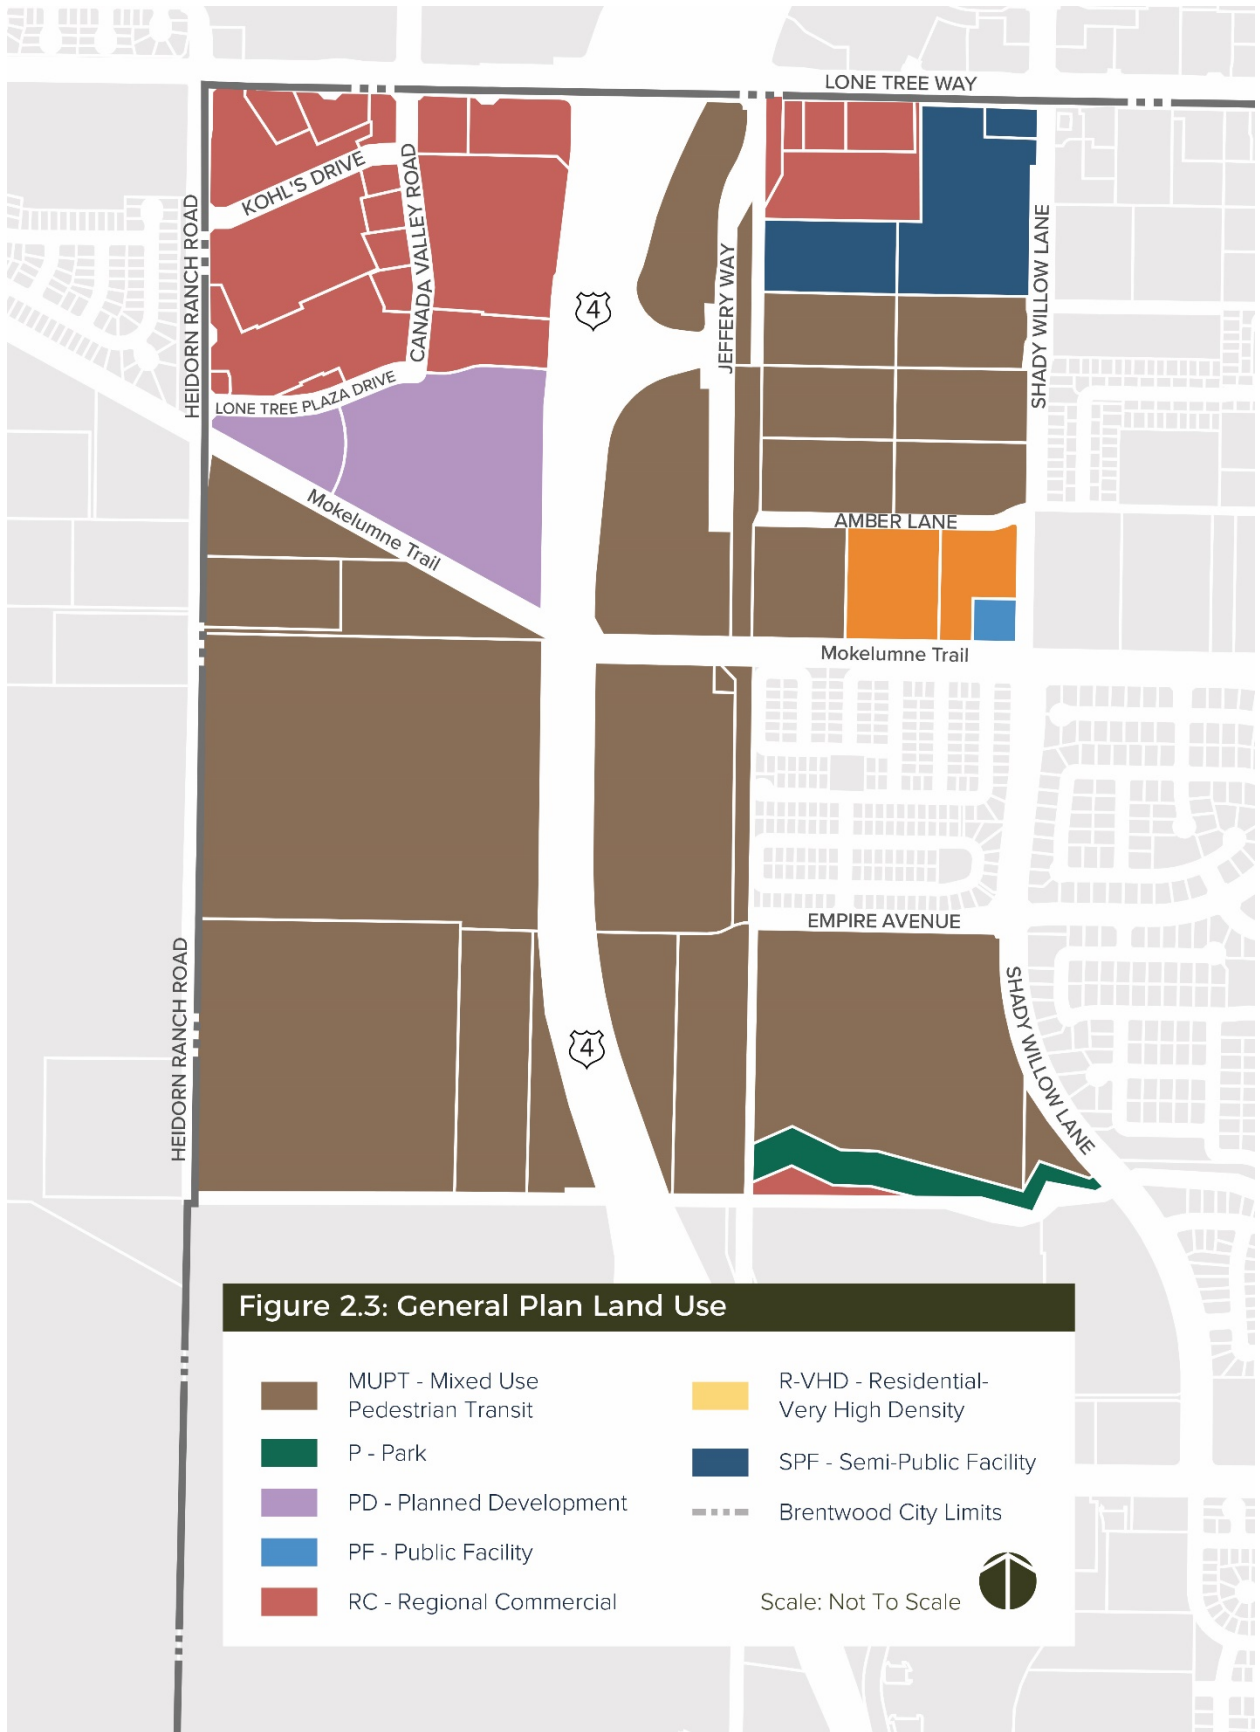 LONE TREE WAY
KOHL'S DRIVE
CANADA VALLEY ROAD
HEIDORN RANCH ROAD
4
JEFFERY WAY
SHADY WILLOW LANE
LONE TREE PLAZA DRIVE
Mokelumne Trail
AMBER LANE
Mokelumne Trail
EMPIRE AVENUE
HEIDORN RANCH ROAD
4
SHADY WILLOW LANE
Figure 2.3: General Plan Land Use
MUPT - Mixed Use
Pedestrian Transit
P - Park
PD - Planned Development
PF - Public Facility
RC - Regional Commercial
R-VHD - Residential-
Very High Density
SPF - Semi-Public Facility
Brentwood City Limits
Scale: Not To Scale